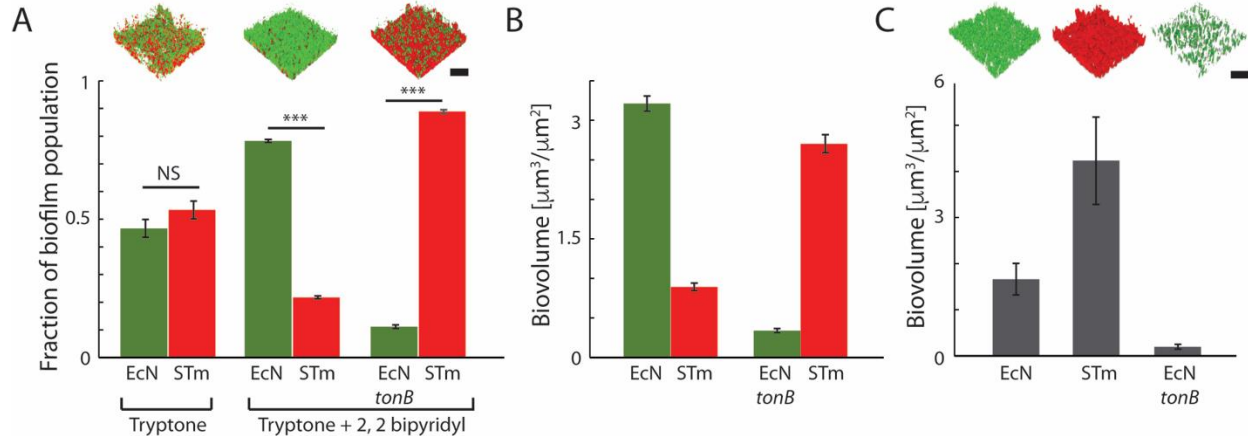 A
B
C
Fraction of biofilm population
1
0.5
0
NS
***
***
EcN STm EcN STm EcN STm
tonB
Tryptone Tryptone + 2, 2 bipyridyl
Biovolume [µm³/µm²]
3
1.5
0
EcN STm EcN STm
tonB
Biovolume [µm³/µm²]
6
3
0
EcN STm EcN
tonB